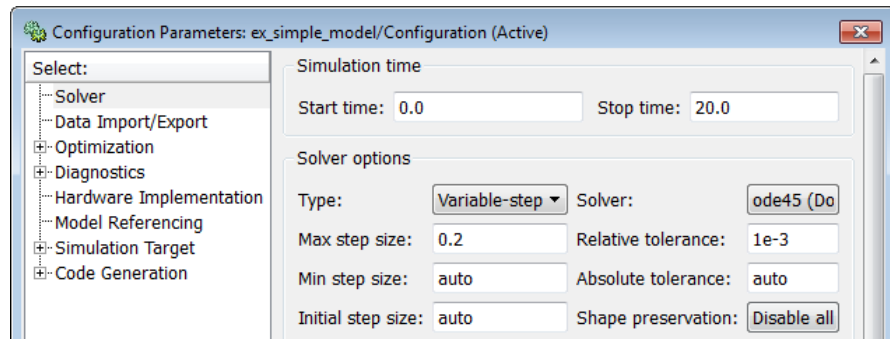 Configuration Parameters: ex_simple_model/Configuration (Active)
Select:
Solver
Data Import/Export
Optimization
Diagnostics
Hardware Implementation
Model Referencing
Simulation Target
Code Generation
Simulation time
Start time: 0.0 Stop time: 20.0
Solver options
Type: Variable-step Solver: ode45 (Do
Max step size: 0.2 Relative tolerance: 1e-3
Min step size: auto Absolute tolerance: auto
Initial step size: auto Shape preservation: Disable all